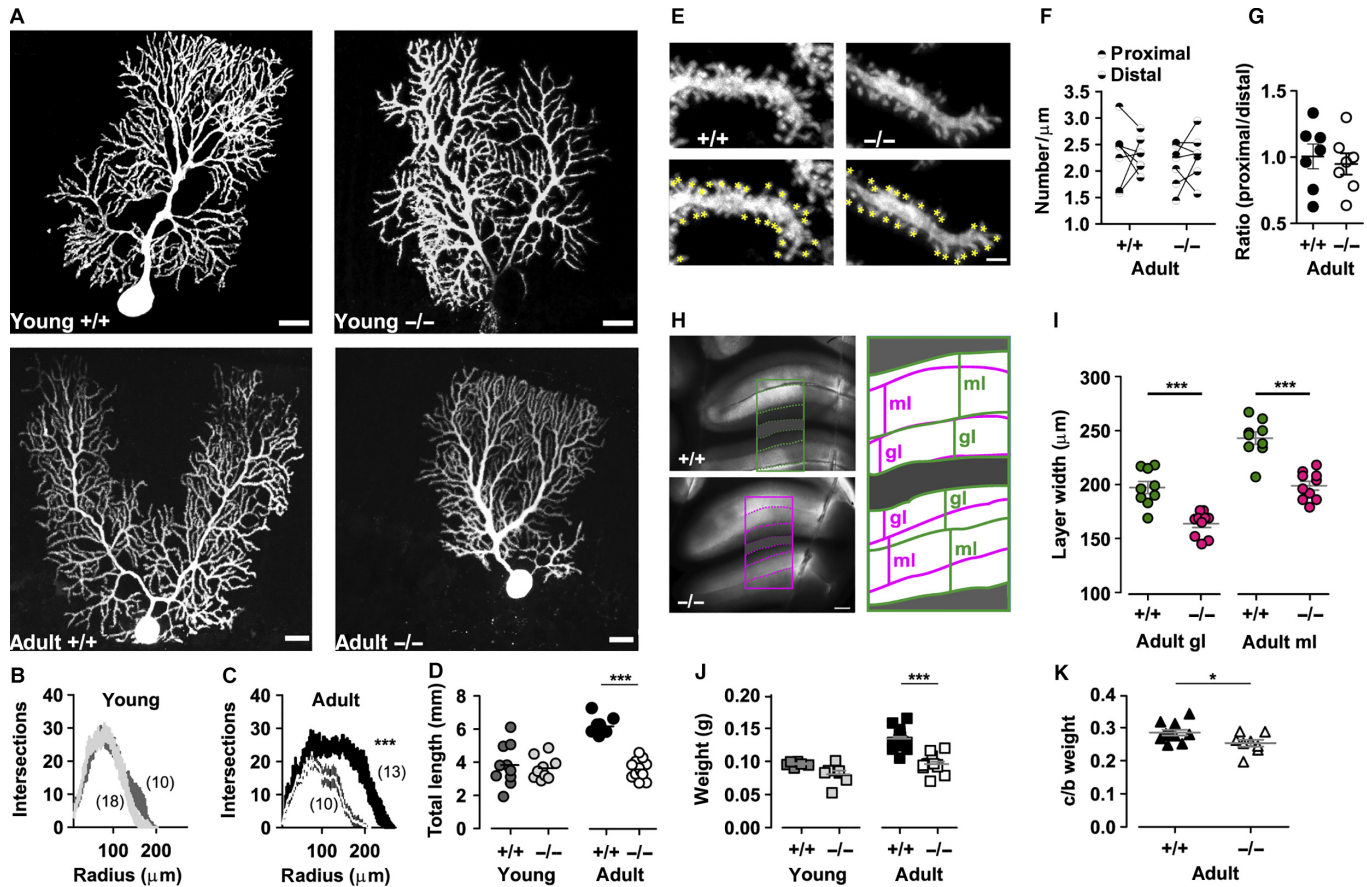 A
Young +/+
Young –/–
Adult +/+
Adult –/–
B
Young
Intersections
40
30
20
10
0
(18)
(10)
100
200
Radius (μm)
C
Adult
Intersections
40
30
20
10
0
***
(13)
(10)
100
200
Radius (μm)
D
Total length (mm)
8
6
4
2
0
***
+/+
–/–
+/+
–/–
Young
Adult
E
+/+
–/–
F
Proximal
Distal
Number/μm
3.5
3.0
2.5
2.0
1.5
1.0
+/+
–/–
Adult
G
Ratio (proximal/distal)
1.5
1.0
0.5
+/+
–/–
Adult
H
+/+
–/–
ml
ml
gl
gl
gl
gl
ml
ml
I
Layer width (μm)
300
250
200
150
100
***
***
+/+
–/–
+/+
–/–
Adult gl
Adult ml
J
Weight (g)
0.20
0.15
0.10
0.05
0.00
***
+/+
–/–
+/+
–/–
Young
Adult
K
c/b weight
0.4
0.3
0.2
0.1
0.0
*
+/+
–/–
Adult